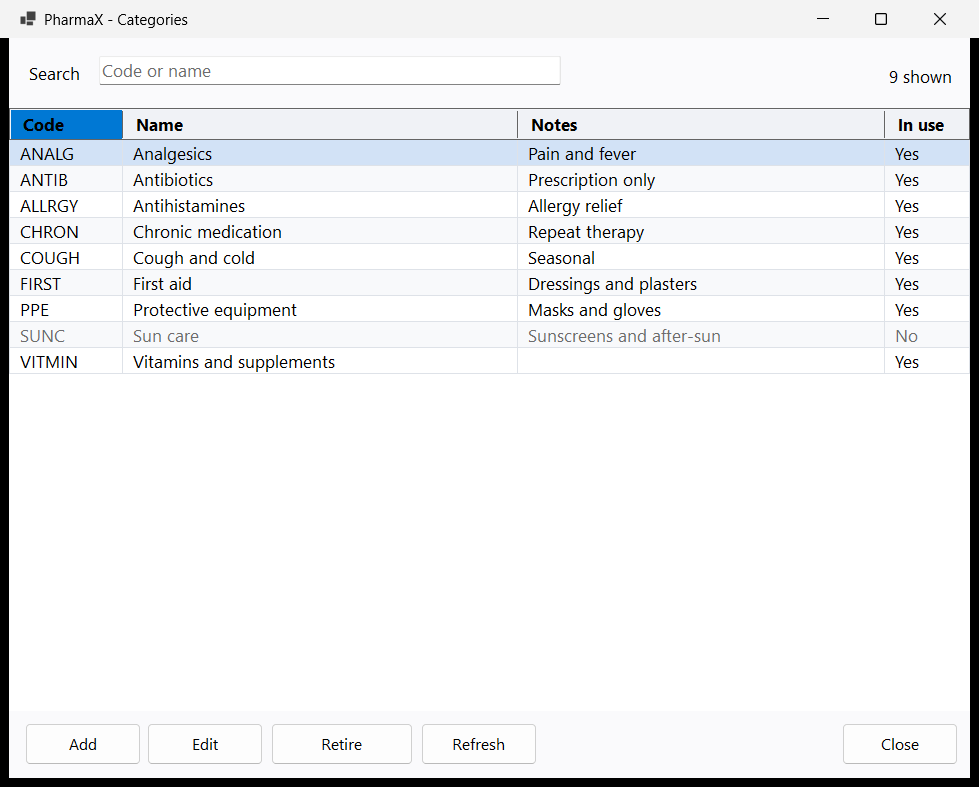 PharmaX - Categories
Search Code or name 9 shown
Code Name Notes In use
ANALG Analgesics Pain and fever Yes
ANTIB Antibiotics Prescription only Yes
ALLRGY Antihistamines Allergy relief Yes
CHRON Chronic medication Repeat therapy Yes
COUGH Cough and cold Seasonal Yes
FIRST First aid Dressings and plasters Yes
PPE Protective equipment Masks and gloves Yes
SUNC Sun care Sunscreens and after-sun No
VITMIN Vitamins and supplements Yes
Add Edit Retire Refresh Close